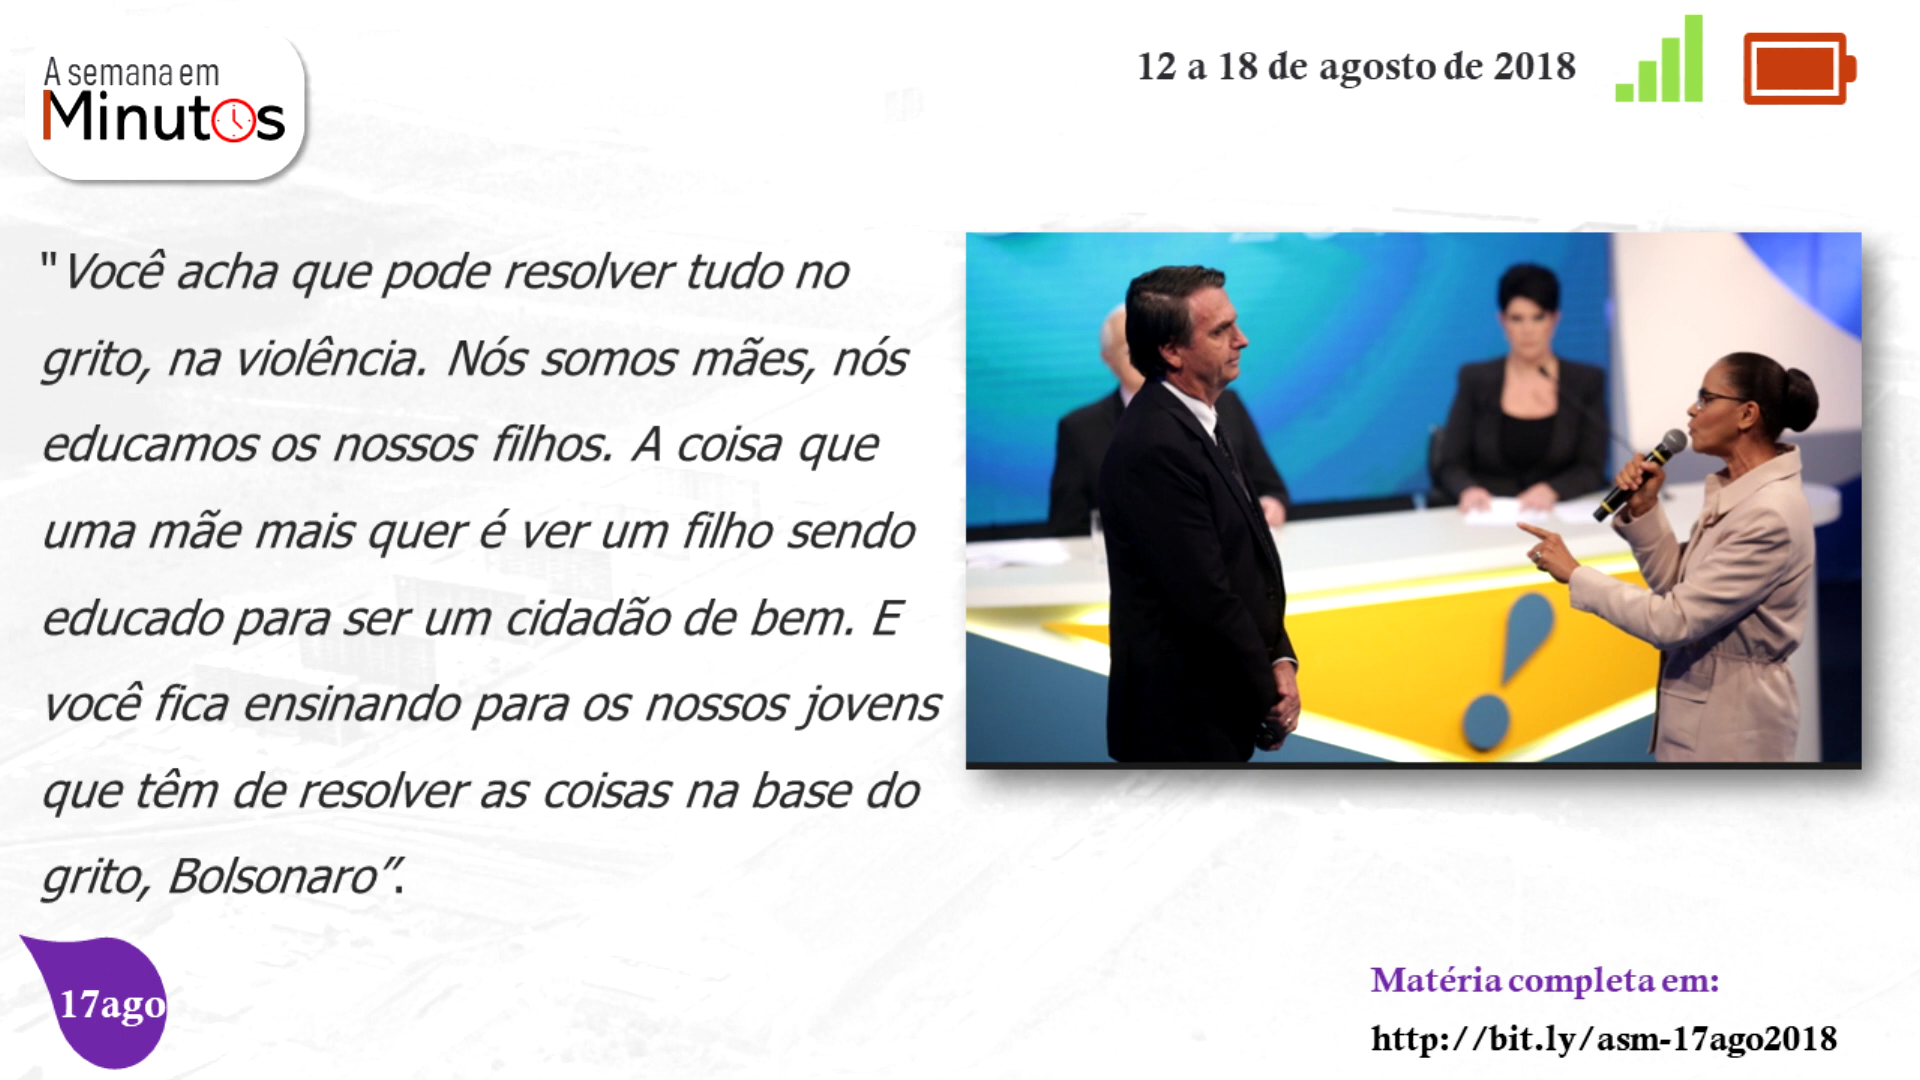 A semana em
Minutos
12 a 18 de agosto de 2018
"Você acha que pode resolver tudo no
grito, na violência. Nós somos mães, nós
educamos os nossos filhos. A coisa que
uma mãe mais quer é ver um filho sendo
educado para ser um cidadão de bem. E
você fica ensinando para os nossos jovens
que têm de resolver as coisas na base do
grito, Bolsonaro”.
17ago
Matéria completa em:
http://bit.ly/asm-17ago2018